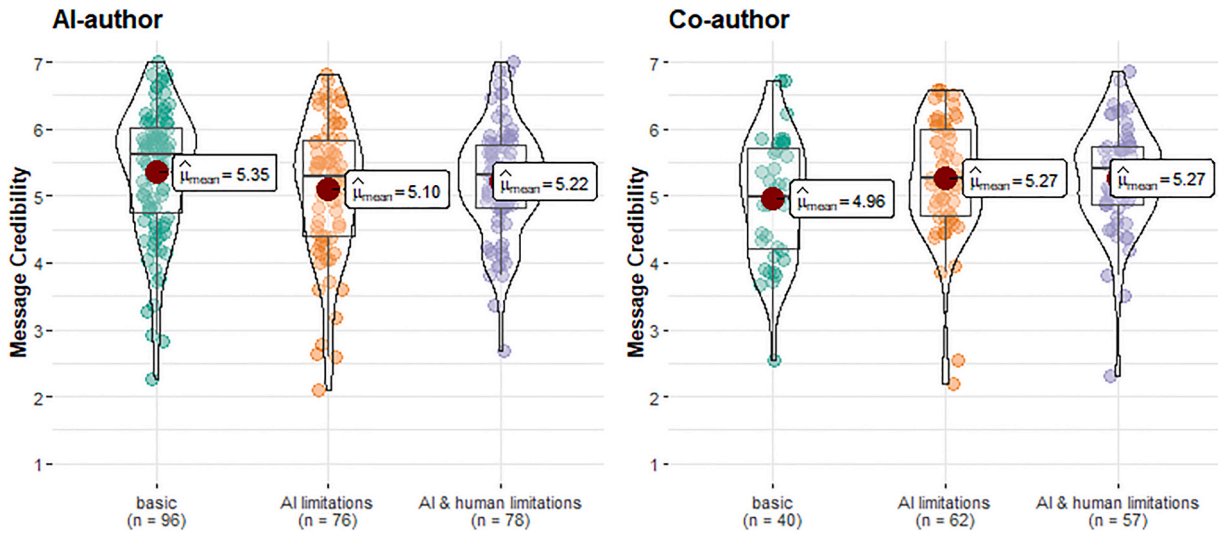 AI-author
Message Credibility
7
6
5
4
3
2
1
μ̂mean = 5.35
μ̂mean = 5.10
μ̂mean = 5.22
basic
(n = 96)
AI limitations
(n = 76)
AI & human limitations
(n = 78)
Co-author
Message Credibility
7
6
5
4
3
2
1
μ̂mean = 4.96
μ̂mean = 5.27
μ̂mean = 5.27
basic
(n = 40)
AI limitations
(n = 62)
AI & human limitations
(n = 57)